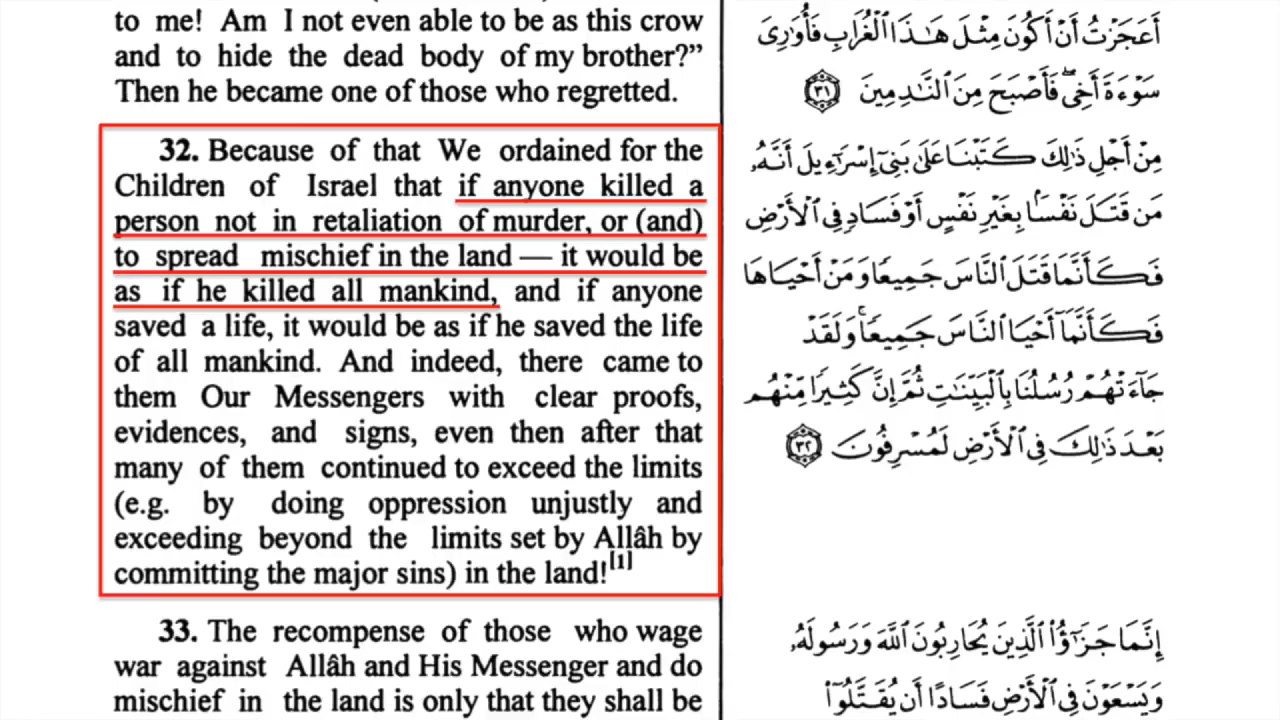 to me! Am I not even able to be as this crow
and to hide the dead body of my brother?”
Then he became one of those who regretted.
32. Because of that We ordained for the
Children of Israel that if anyone killed a
person not in retaliation of murder, or (and)
to spread mischief in the land — it would be
as if he killed all mankind, and if anyone
saved a life, it would be as if he saved the life
of all mankind. And indeed, there came to
them Our Messengers with clear proofs,
evidences, and signs, even then after that
many of them continued to exceed the limits
(e.g. by doing oppression unjustly and
exceeding beyond the limits set by Allâh by
committing the major sins) in the land![1]
33. The recompense of those who wage
war against Allâh and His Messenger and do
mischief in the land is only that they shall be
أَعَجَزْتُ أَنْ أَكُونَ مِثْلَ هَٰذَا ٱلْغُرَابِ فَأُوَٰرِىَ
سَوْءَةَ أَخِى ۖ فَأَصْبَحَ مِنَ ٱلنَّٰدِمِينَ ٣١
مِنْ أَجْلِ ذَٰلِكَ كَتَبْنَا عَلَىٰ بَنِىٓ إِسْرَٰٓءِيلَ أَنَّهُۥ
مَن قَتَلَ نَفْسًۢا بِغَيْرِ نَفْسٍ أَوْ فَسَادٍ فِى ٱلْأَرْضِ
فَكَأَنَّمَا قَتَلَ ٱلنَّاسَ جَمِيعًا وَمَنْ أَحْيَاهَا
فَكَأَنَّمَآ أَحْيَا ٱلنَّاسَ جَمِيعًا ۚ وَلَقَدْ
جَآءَتْهُمْ رُسُلُنَا بِٱلْبَيِّنَٰتِ ثُمَّ إِنَّ كَثِيرًا مِّنْهُم
بَعْدَ ذَٰلِكَ فِى ٱلْأَرْضِ لَمُسْرِفُونَ ٣٢
إِنَّمَا جَزَٰٓؤُا۟ ٱلَّذِينَ يُحَارِبُونَ ٱللَّهَ وَرَسُولَهُۥ
وَيَسْعَوْنَ فِى ٱلْأَرْضِ فَسَادًا أَن يُقَتَّلُوٓا۟